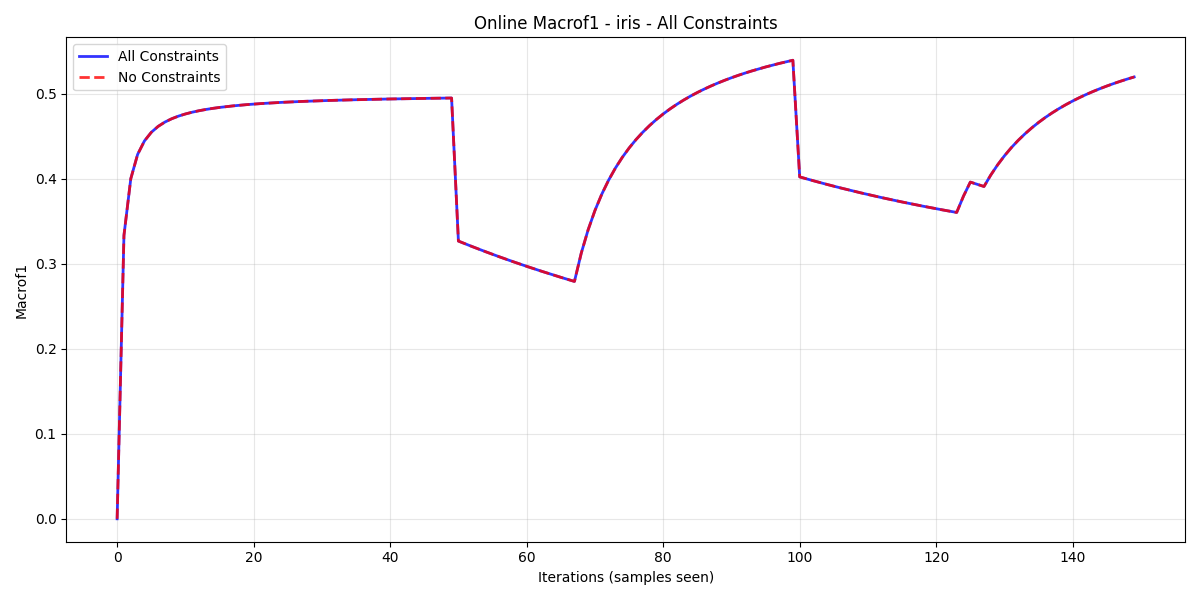 Online Macrof1 - iris - All Constraints
All Constraints
No Constraints
Macrof1
0.5
0.4
0.3
0.2
0.1
0.0
0 20 40 60 80 100 120 140
Iterations (samples seen)